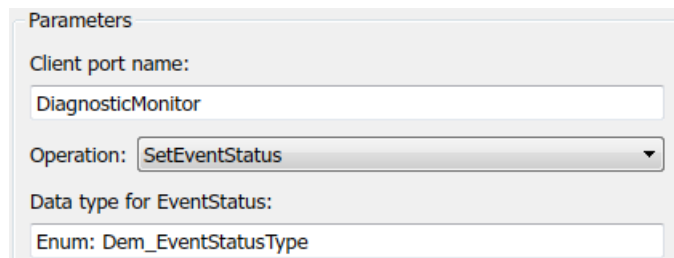 Parameters
Client port name:
DiagnosticMonitor
Operation: SetEventStatus
Data type for EventStatus:
Enum: Dem_EventStatusType